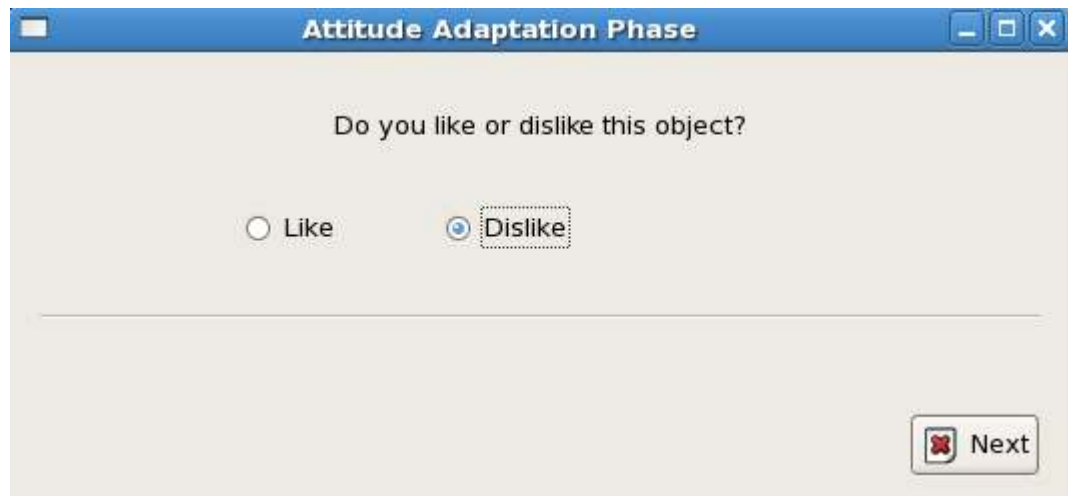 Attitude Adaptation Phase
Do you like or dislike this object?
Like Dislike
Next